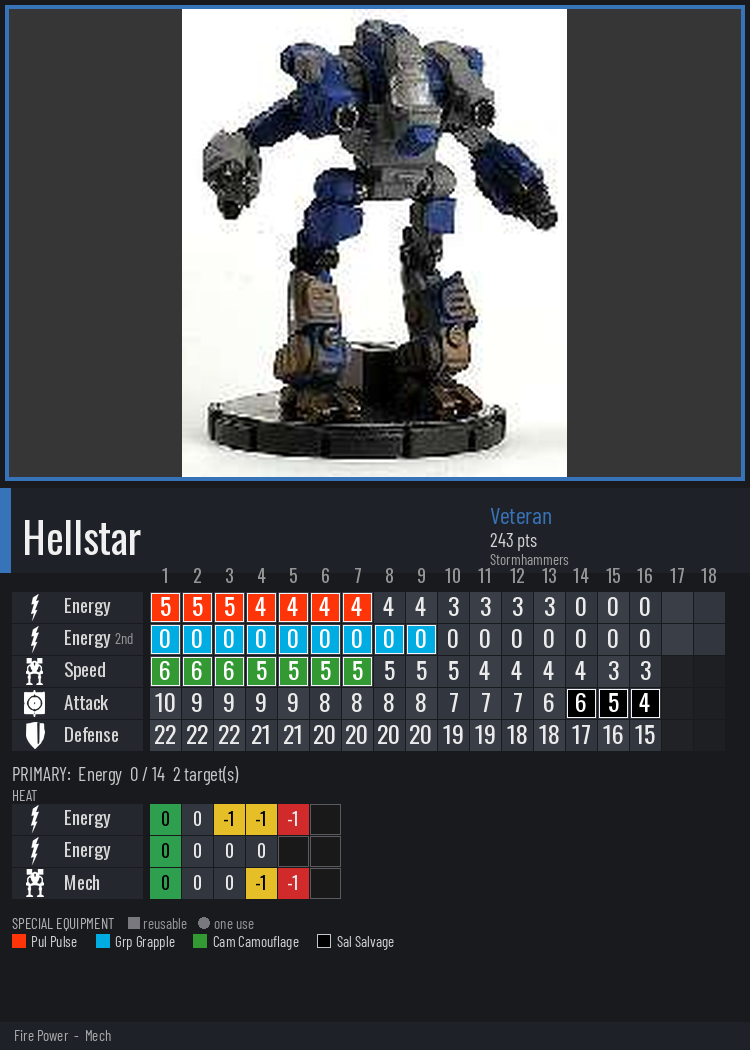 Hellstar
Veteran
243 pts
Stormhammers
1 2 3 4 5 6 7 8 9 10 11 12 13 14 15 16 17 18
Energy 5 5 5 4 4 4 4 4 4 3 3 3 3 0 0 0
Energy 2nd 0 0 0 0 0 0 0 0 0 0 0 0 0 0 0 0
Speed 6 6 6 5 5 5 5 5 5 5 4 4 4 4 3 3
Attack 10 9 9 9 9 8 8 8 8 7 7 7 6 6 5 4
Defense 22 22 22 21 21 20 20 20 20 19 19 18 18 17 16 15
PRIMARY: Energy 0 / 14 2 target(s)
HEAT
Energy 0 0 -1 -1 -1
Energy 0 0 0 0
Mech 0 0 0 -1 -1
SPECIAL EQUIPMENT reusable one use
Pul Pulse Grp Grapple Cam Camouflage Sal Salvage
Fire Power - Mech